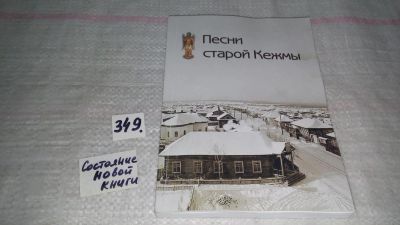 Песни
старой Кежмы
349.
Состояние
новой
книги